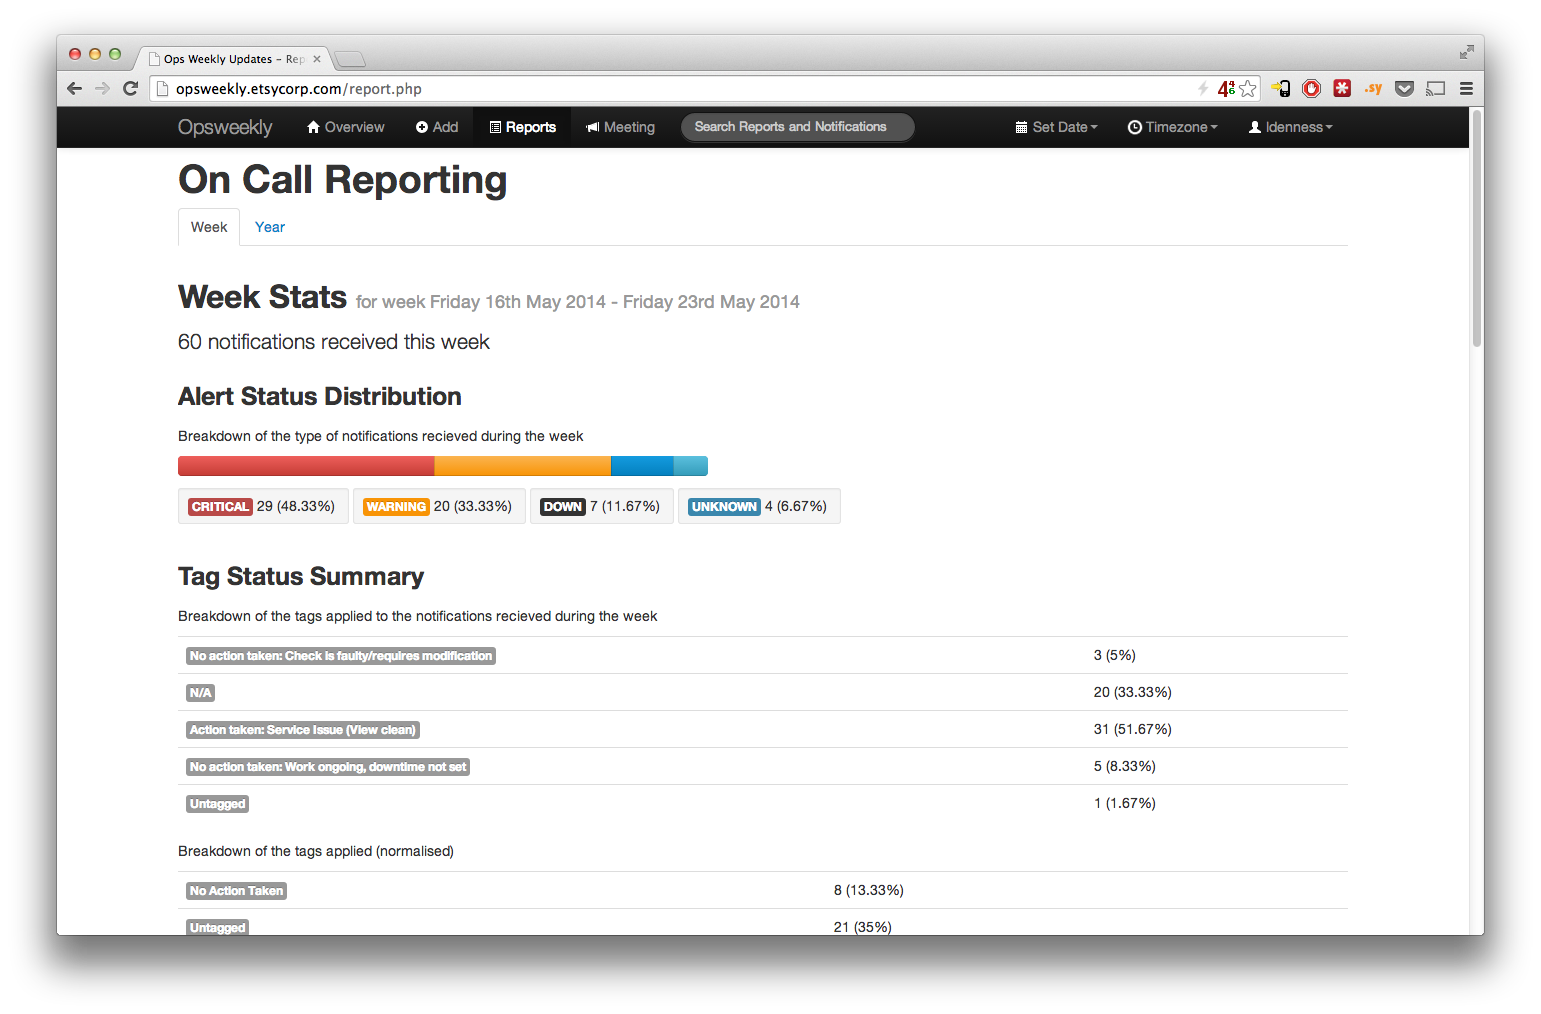 Ops Weekly Updates – Rep
opsweekly.etsycorp.com/report.php
Opsweekly Overview Add Reports Meeting Search Reports and Notifications Set Date Timezone ldenness
On Call Reporting
Week Year
Week Stats for week Friday 16th May 2014 - Friday 23rd May 2014
60 notifications received this week
Alert Status Distribution
Breakdown of the type of notifications recieved during the week
CRITICAL 29 (48.33%) WARNING 20 (33.33%) DOWN 7 (11.67%) UNKNOWN 4 (6.67%)
Tag Status Summary
Breakdown of the tags applied to the notifications recieved during the week
No action taken: Check is faulty/requires modification 3 (5%)
N/A 20 (33.33%)
Action taken: Service Issue (View clean) 31 (51.67%)
No action taken: Work ongoing, downtime not set 5 (8.33%)
Untagged 1 (1.67%)
Breakdown of the tags applied (normalised)
No Action Taken 8 (13.33%)
Untagged 21 (35%)